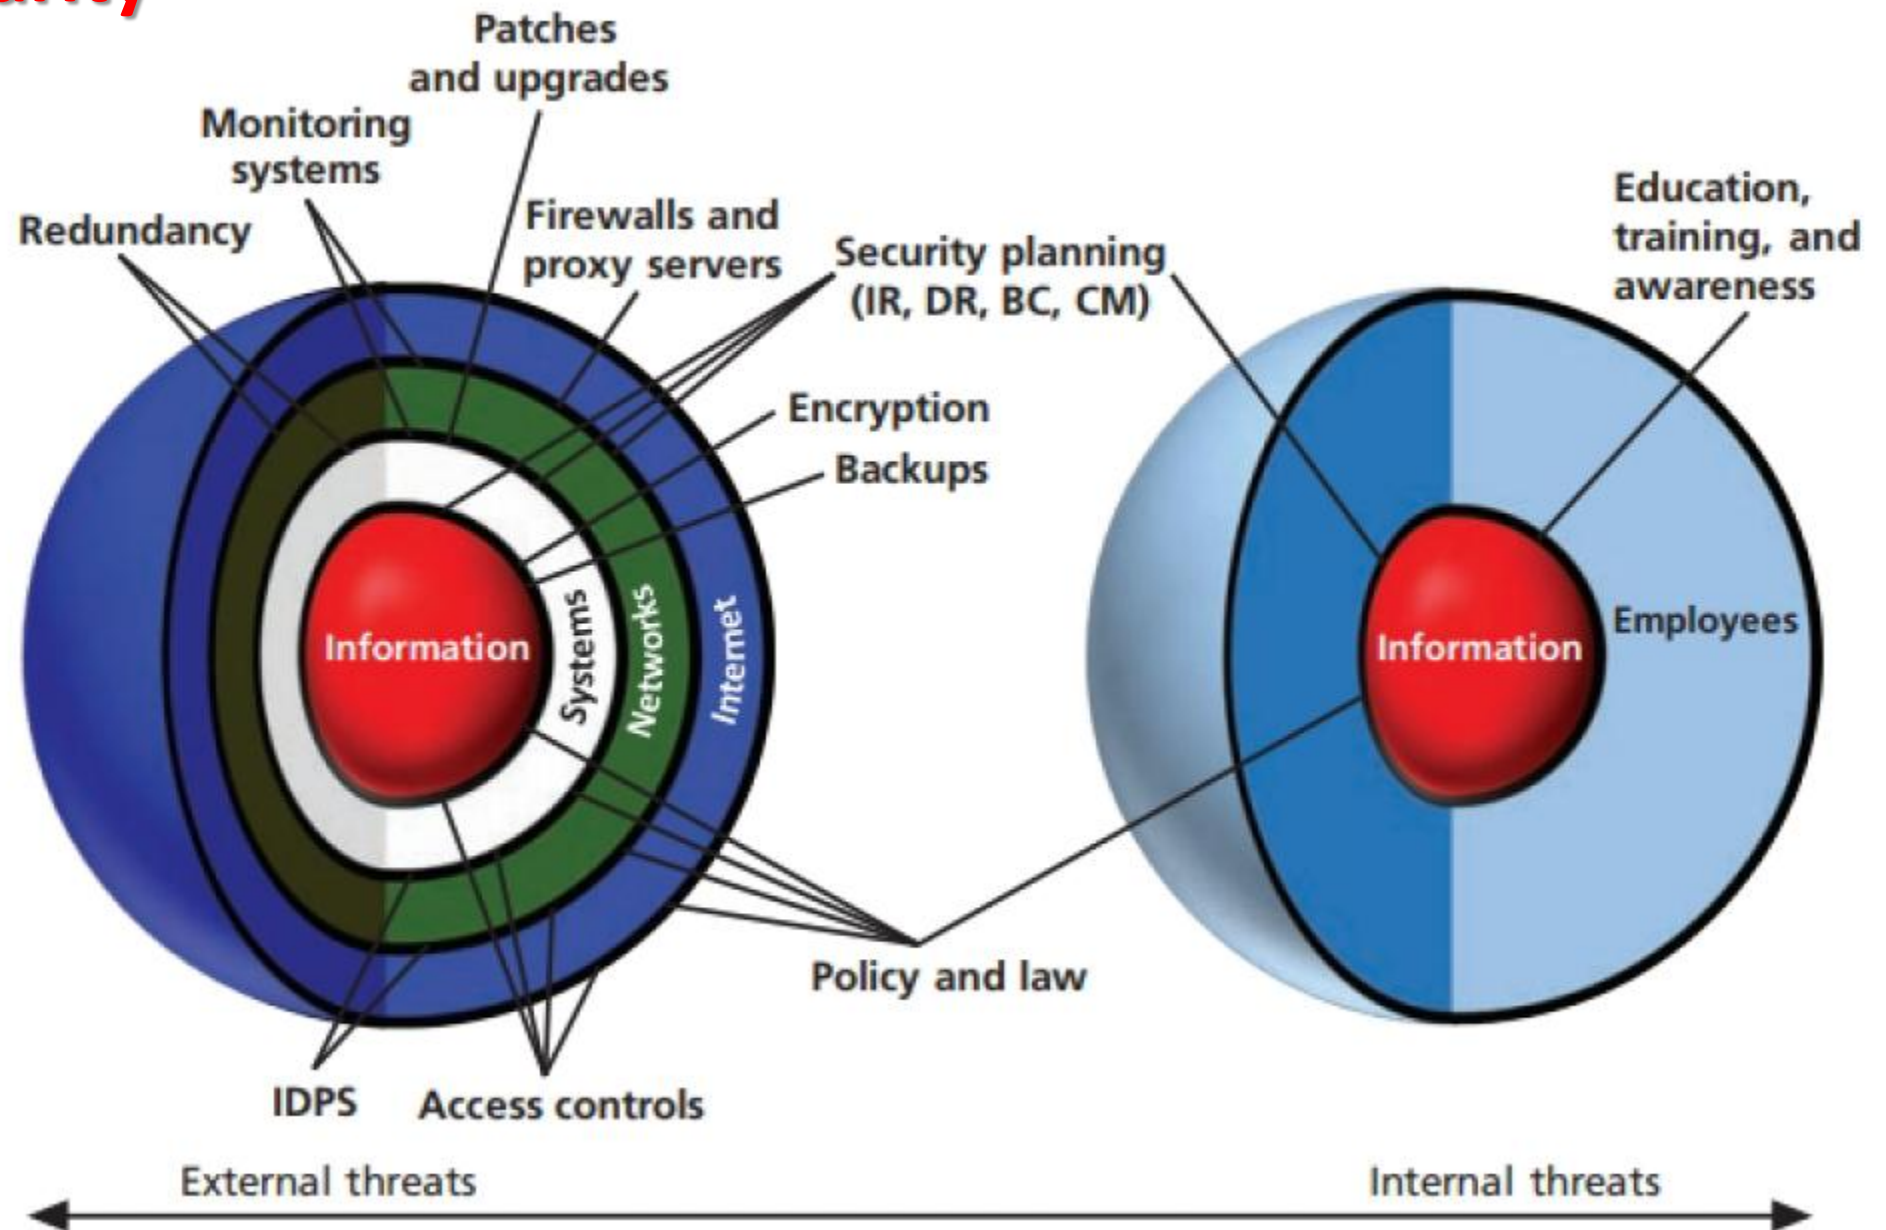 Patches
and upgrades
Monitoring
systems
Redundancy
Firewalls and
proxy servers
Security planning
(IR, DR, BC, CM)
Education,
training, and
awareness
Encryption
Backups
Information
Systems
Networks
Internet
Information
Employees
Policy and law
IDPS
Access controls
External threats
Internal threats